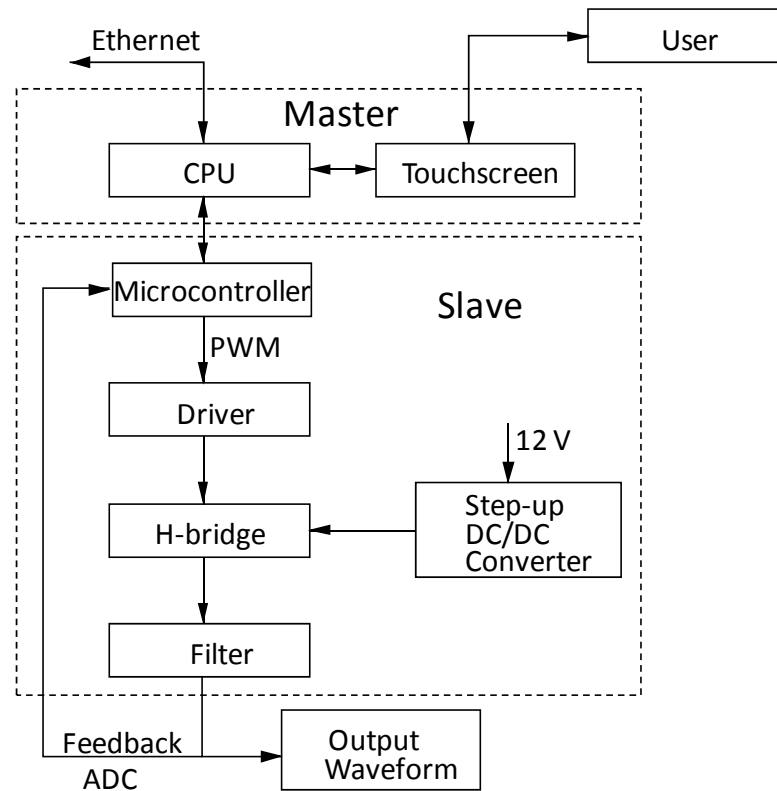 Ethernet
User
Master
CPU
Touchscreen
Microcontroller
Slave
PWM
Driver
12 V
H-bridge
Step-up
DC/DC
Converter
Filter
Feedback
ADC
Output
Waveform